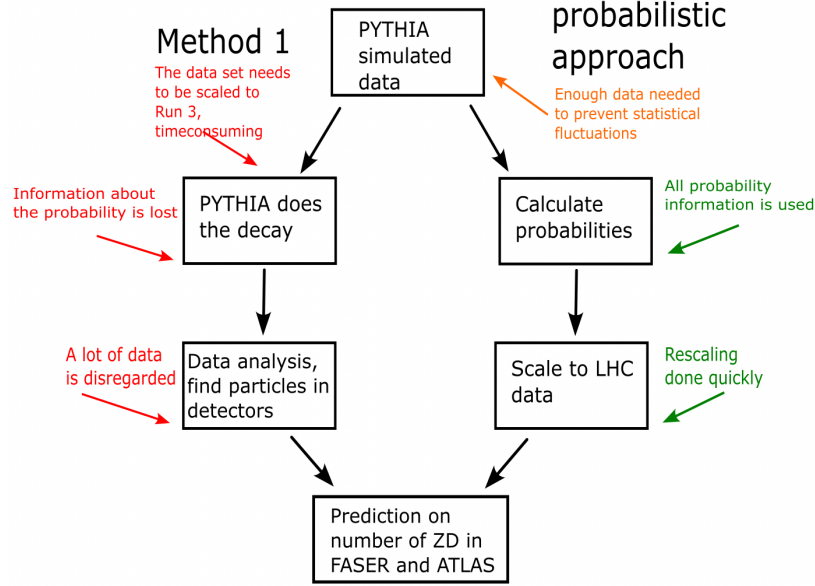 Method 1
The data set needs
to be scaled to
Run 3,
timeconsuming
PYTHIA
simulated
data
probabilistic
approach
Enough data needed
to prevent statistical
fluctuations
Information about
the probability is lost
PYTHIA does
the decay
Calculate
probabilities
All probability
information is used
A lot of data
is disregarded
Data analysis,
find particles in
detectors
Scale to LHC
data
Rescaling
done quickly
Prediction on
number of ZD in
FASER and ATLAS